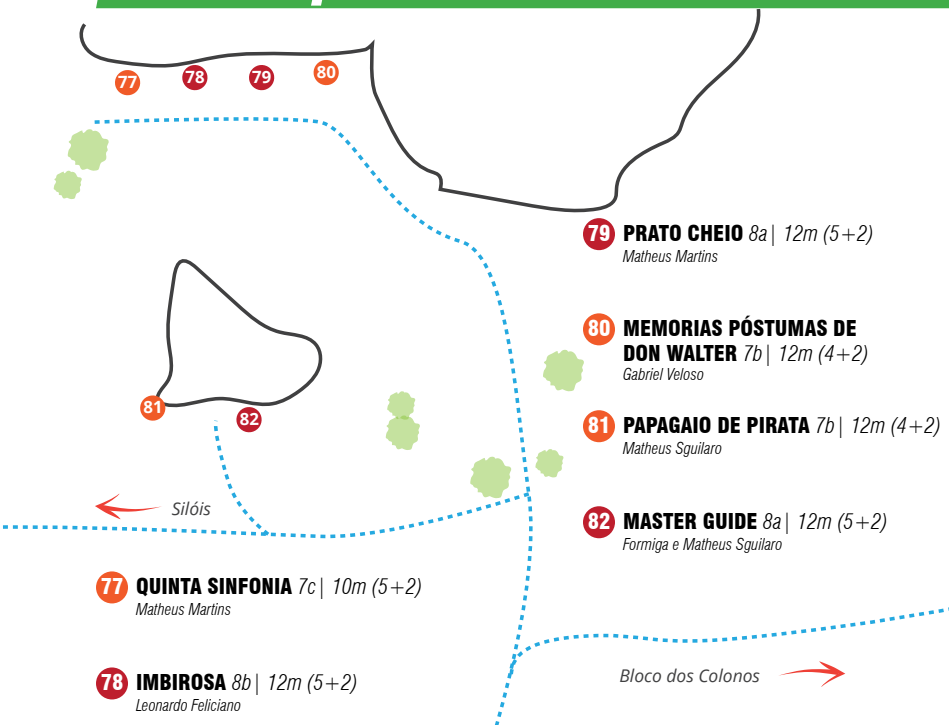 77
78
79
80
79 PRATO CHEIO 8a| 12m (5+2)
Matheus Martins
80 MEMORIAS PÓSTUMAS DE
DON WALTER 7b| 12m (4+2)
Gabriel Veloso
81
82
81 PAPAGAIO DE PIRATA 7b| 12m (4+2)
Matheus Sguilaro
Silóis
82 MASTER GUIDE 8a| 12m (5+2)
Formiga e Matheus Sguilaro
77 QUINTA SINFONIA 7c| 10m (5+2)
Matheus Martins
Bloco dos Colonos
78 IMBIROSA 8b| 12m (5+2)
Leonardo Feliciano